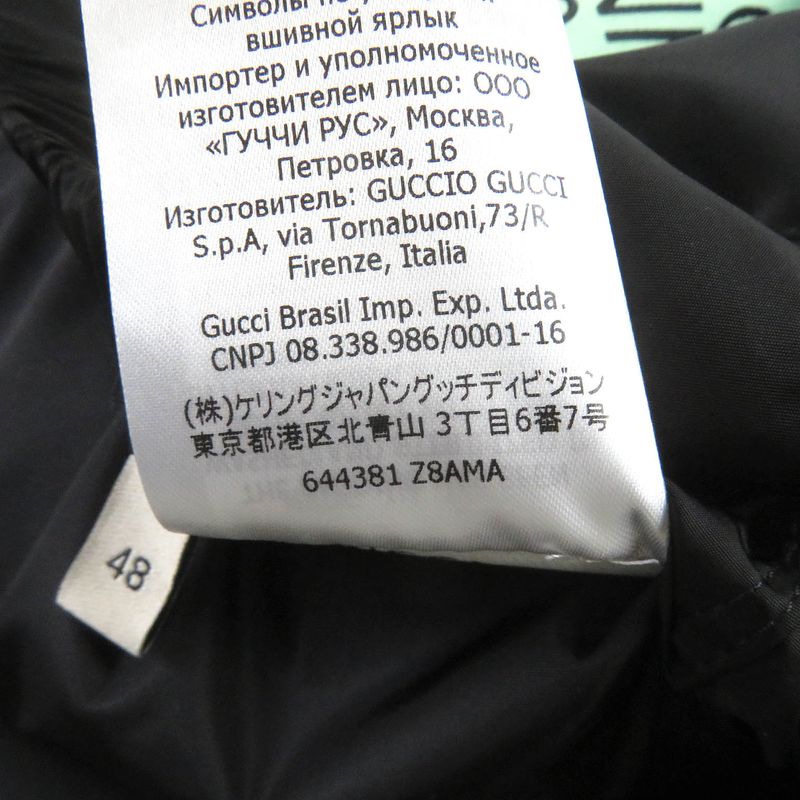 Символы
вшивной ярлык
Импортер и уполномоченное
изготовителем лицо: ООО
«ГУЧЧИ РУС», Москва,
Петровка, 16
Изготовитель: GUCCIO GUCCI
S.p.A, via Tornabuoni,73/R
Firenze, Italia
Gucci Brasil Imp. Exp. Ltda.
CNPJ 08.338.986/0001-16
(株)ケリングジャパングッチディビジョン
東京都港区北青山 3丁目6番7号
644381 Z8AMA
48